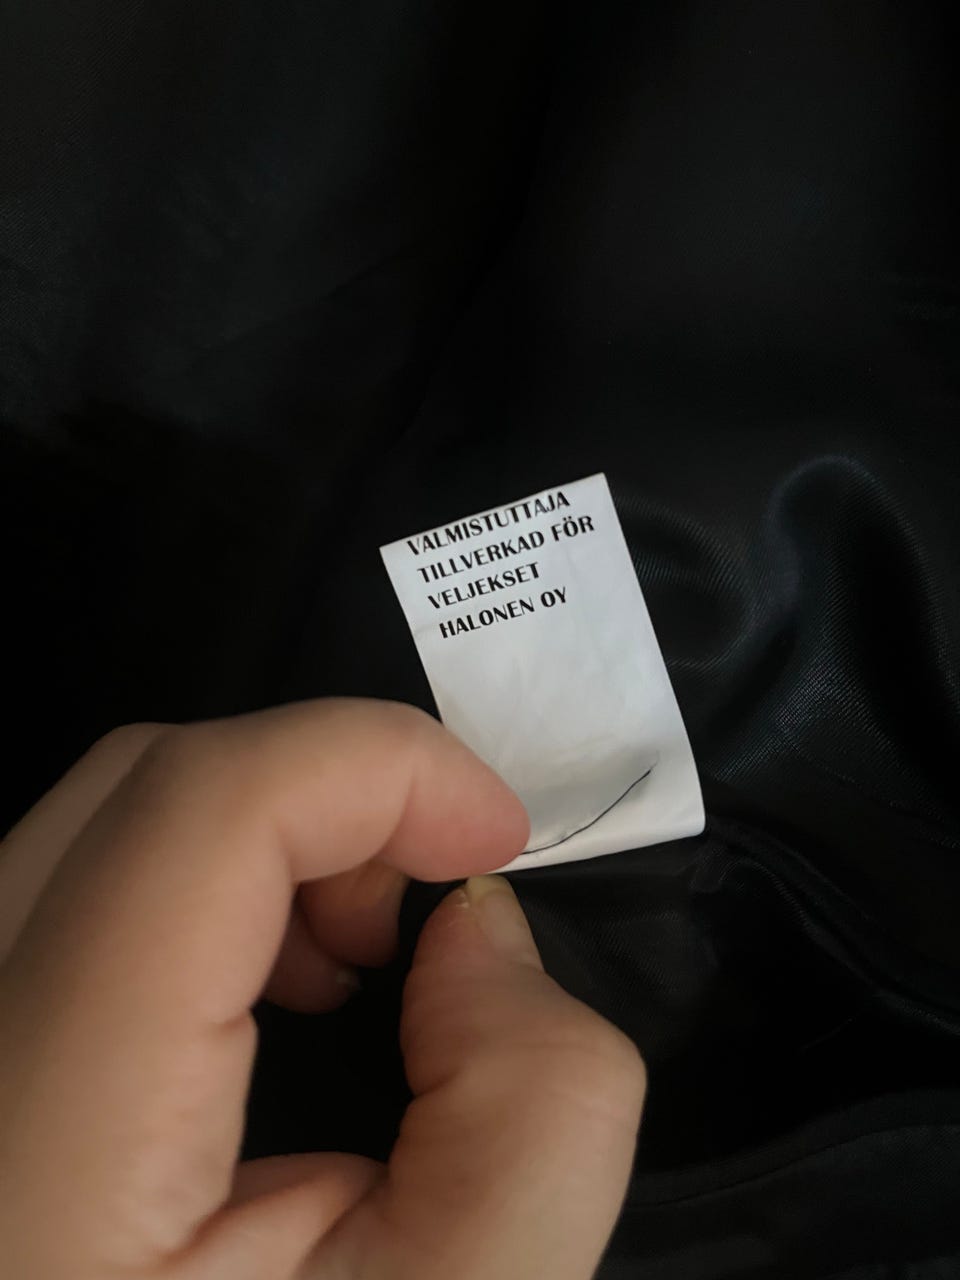 VALMISTUTTAJA
TILLVERKAD FÖR
VELJEKSET
HALONEN OY